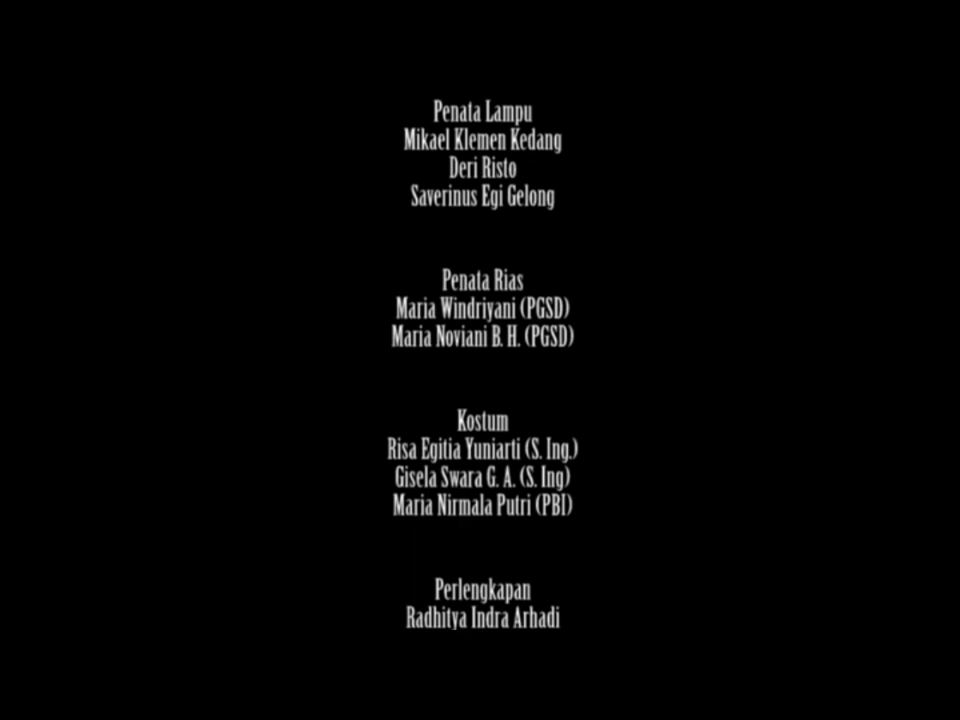 Penata Lampu
Mikael Klemen Kedang
Deri Risto
Saverinus Egi Gelong
Penata Rias
Maria Windriyani (PGSD)
Maria Noviani B. H. (PGSD)
Kostum
Risa Egitia Yuniarti (S. Ing.)
Gisela Swara G. A. (S. Ing)
Maria Nirmala Putri (PBI)
Perlengkapan
Radhitya Indra Arhadi